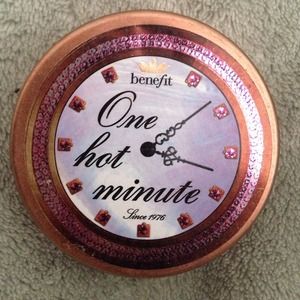 benefit
One
hot
minute
Since 1976